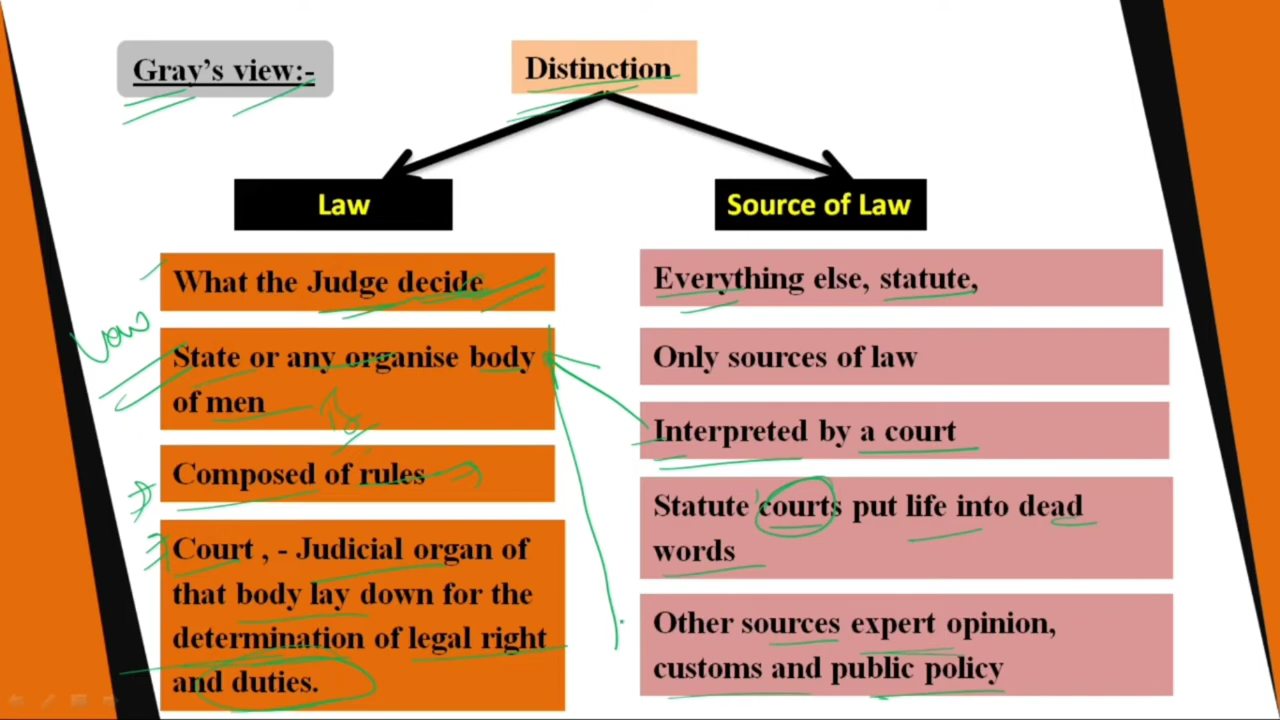 Gray's view:-
Distinction
Law
Source of Law
What the Judge decide
State or any organise body
of men
Composed of rules
Court , - Judicial organ of
that body lay down for the
determination of legal right
and duties.
Everything else, statute,
Only sources of law
Interpreted by a court
Statute courts put life into dead
words
Other sources expert opinion,
customs and public policy
Law